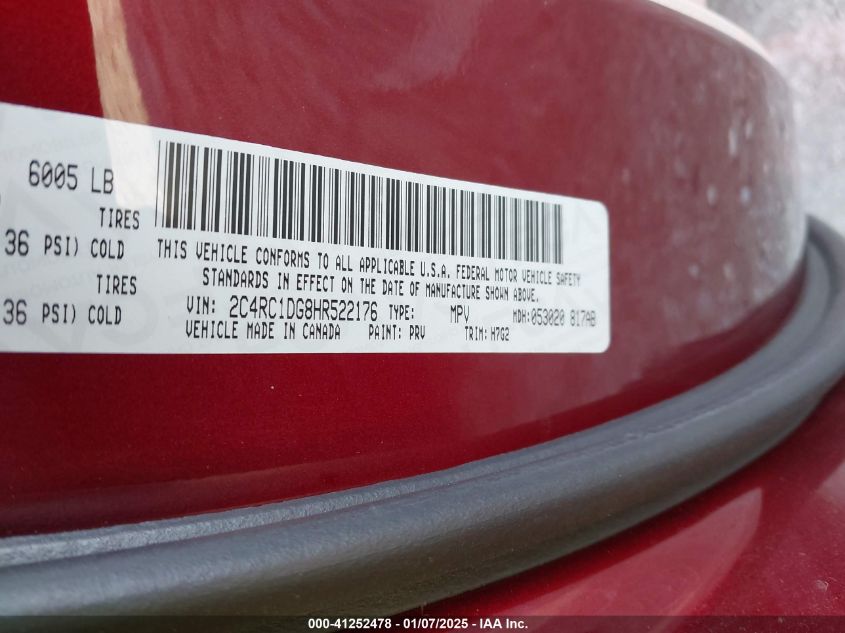 6005 LB
TIRES
36 PSI) COLD
TIRES
36 PSI) COLD
THIS VEHICLE CONFORMS TO ALL APPLICABLE U.S.A. FEDERAL MOTOR VEHICLE SAFETY
STANDARDS IN EFFECT ON THE DATE OF MANUFACTURE SHOWN ABOVE.
VIN: 2C4RC1DG8HR522176 TYPE: MPV MDH:053020 817AB
VEHICLE MADE IN CANADA PAINT: PRV TRIM: H7G2
000-41252478 - 01/07/2025 - IAA Inc.